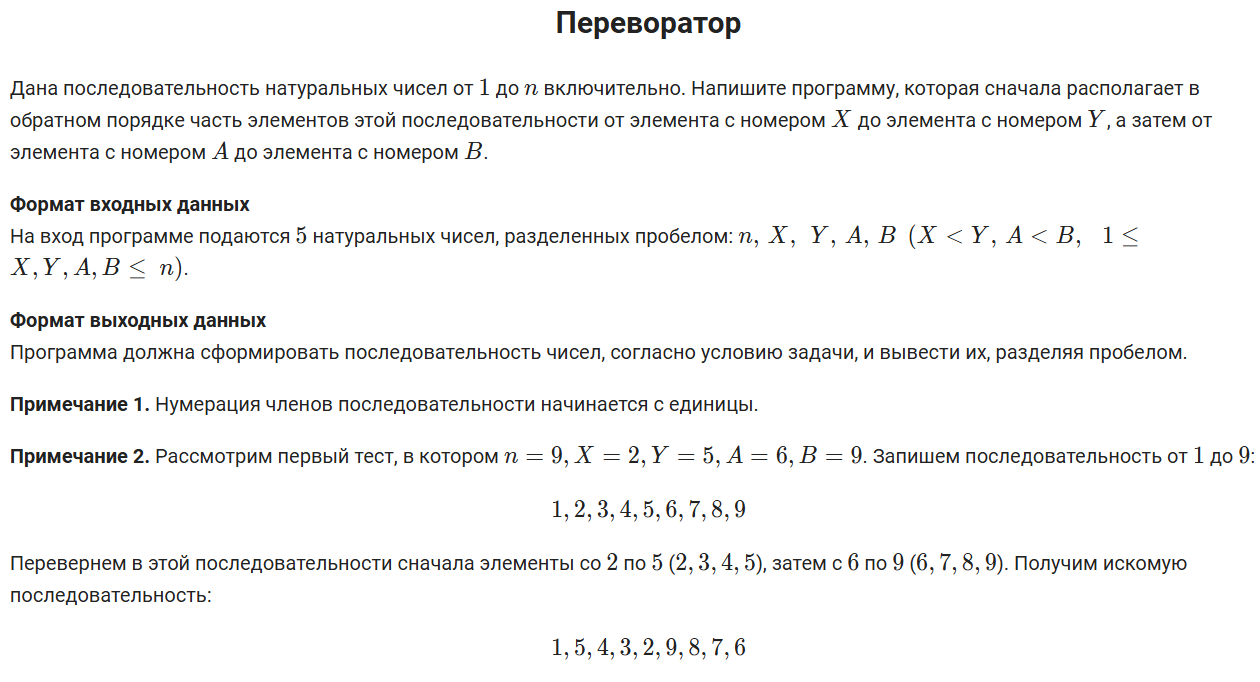 Переворатор
Дана последовательность натуральных чисел от 1 до n включительно. Напишите программу, которая сначала располагает в
обратном порядке часть элементов этой последовательности от элемента с номером X до элемента с номером Y, а затем от
элемента с номером A до элемента с номером B.
Формат входных данных
На вход программе подаются 5 натуральных чисел, разделенных пробелом: n, X, Y, A, B (X < Y, A < B, 1 ≤
X, Y, A, B ≤ n).
Формат выходных данных
Программа должна сформировать последовательность чисел, согласно условию задачи, и вывести их, разделяя пробелом.
Примечание 1. Нумерация членов последовательности начинается с единицы.
Примечание 2. Рассмотрим первый тест, в котором n = 9, X = 2, Y = 5, A = 6, B = 9. Запишем последовательность от 1 до 9:
1, 2, 3, 4, 5, 6, 7, 8, 9
Перевернем в этой последовательности сначала элементы со 2 по 5 (2, 3, 4, 5), затем с 6 по 9 (6, 7, 8, 9). Получим искомую
последовательность:
1, 5, 4, 3, 2, 9, 8, 7, 6